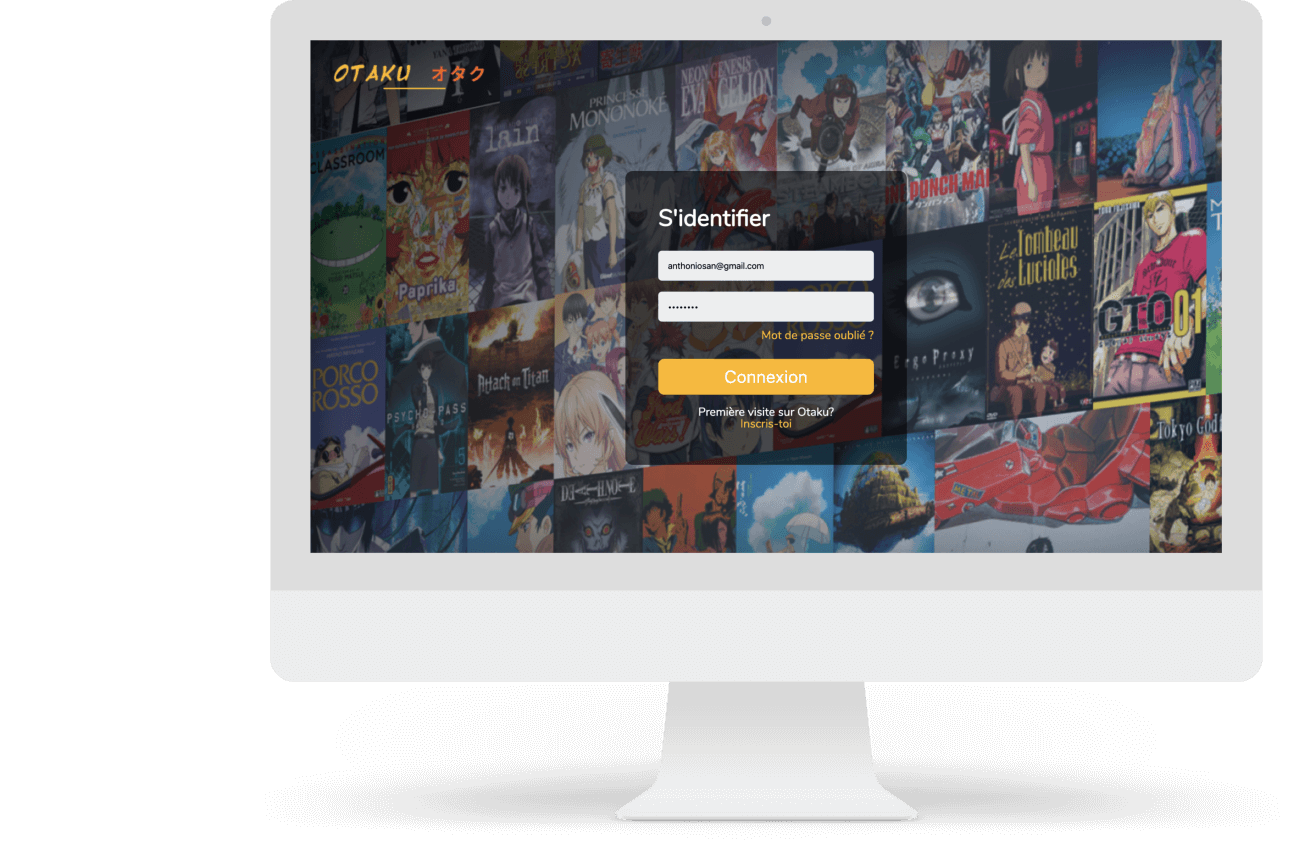 OTAKU オタク
S'identifier
anthoniosan@gmail.com
Mot de passe oublié ?
Connexion
Première visite sur Otaku?
Inscris-toi
CLASSROOM
Paprika
lain
PRINCESSE
MONONOKÉ
NEON GENESIS
EVANGELION
PUNCH MAN
Le Tombeau
des Lucioles
GTO 01
PORCO
ROSSO
PSYCHO-PASS
5
Attack on Titan
Ergo Proxy
DEATH NOTE
Tokyo God